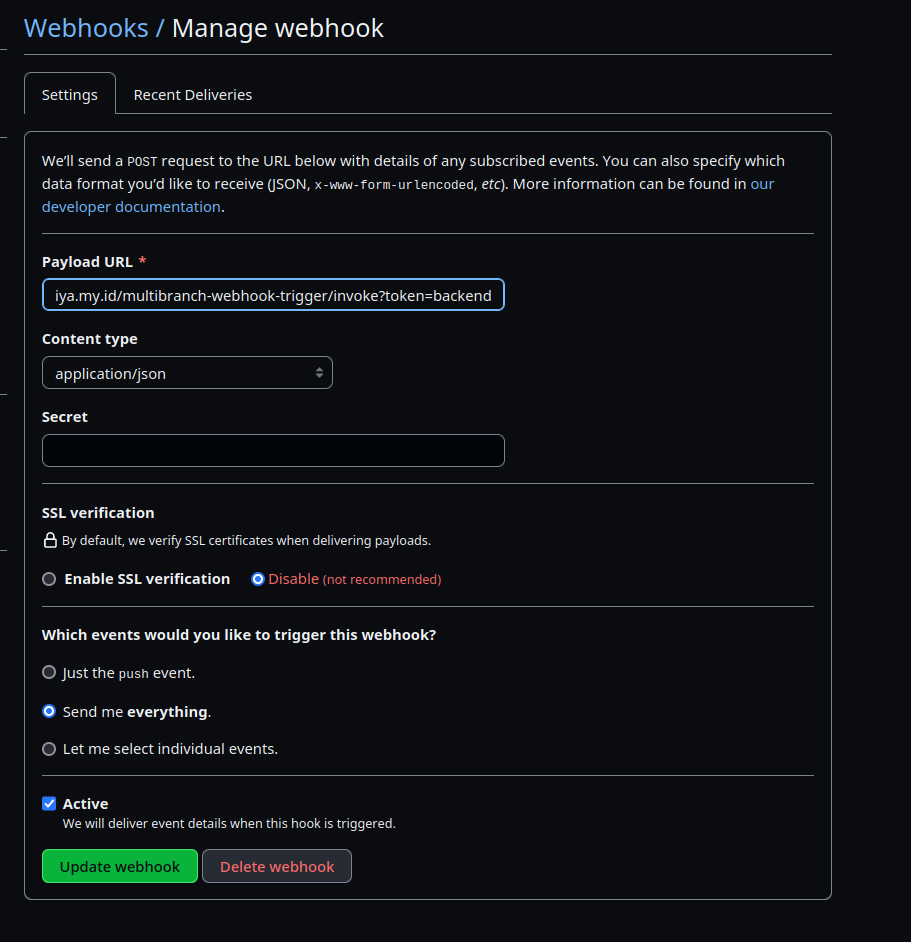 Webhooks / Manage webhook
Settings
Recent Deliveries
We’ll send a POST request to the URL below with details of any subscribed events. You can also specify which
data format you’d like to receive (JSON, x-www-form-urlencoded, etc). More information can be found in our
developer documentation.
Payload URL *
iya.my.id/multibranch-webhook-trigger/invoke?token=backend
Content type
application/json
Secret
SSL verification
By default, we verify SSL certificates when delivering payloads.
Enable SSL verification
Disable (not recommended)
Which events would you like to trigger this webhook?
Just the push event.
Send me everything.
Let me select individual events.
Active
We will deliver event details when this hook is triggered.
Update webhook
Delete webhook